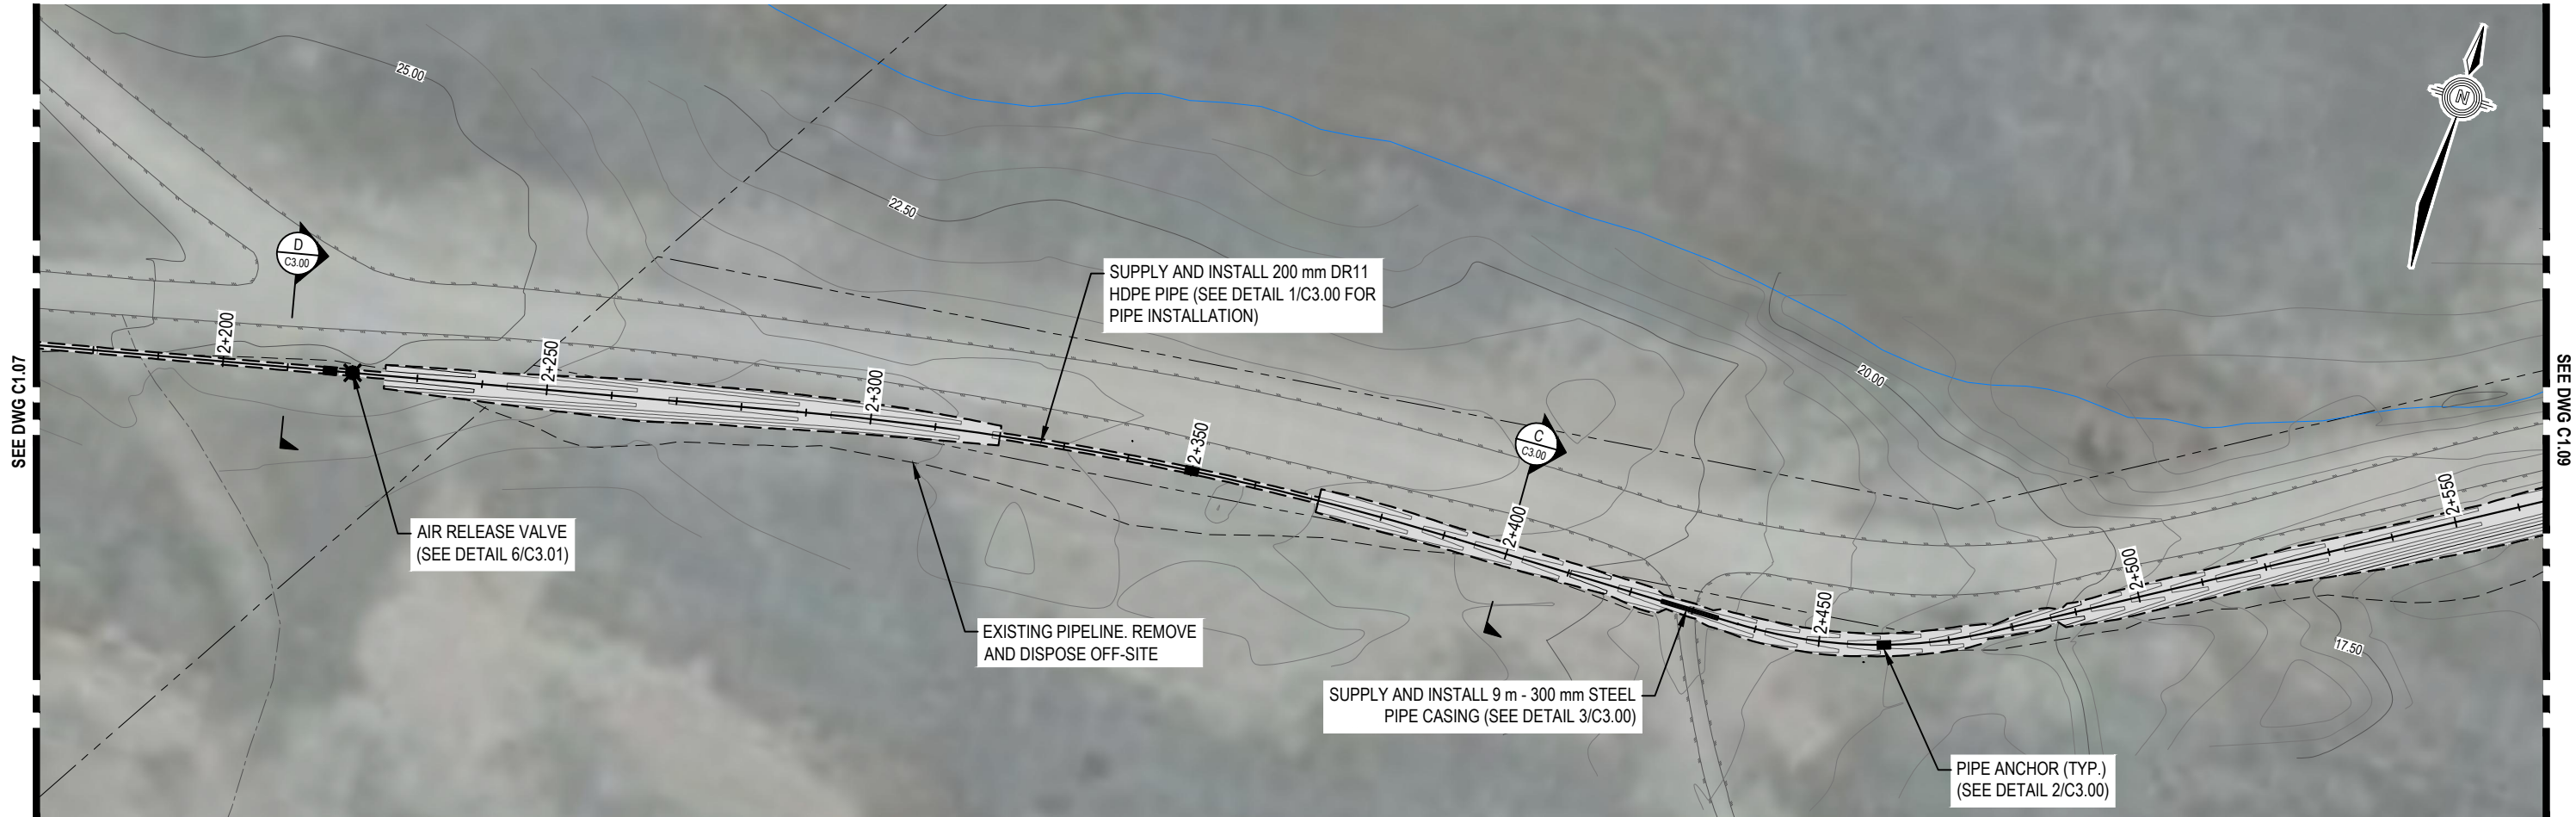 25.00
N
22.50
D
C3.00
SUPPLY AND INSTALL 200 mm DR11
HDPE PIPE (SEE DETAIL 1/C3.00 FOR
PIPE INSTALLATION)
SEE DWG C1.07
2+200
2+250
2+300
2+350
C
C3.00
20.00
SEE DWG C1.09
2+400
2+450
2+500
2+550
AIR RELEASE VALVE
(SEE DETAIL 6/C3.01)
EXISTING PIPELINE. REMOVE
AND DISPOSE OFF-SITE
17.50
SUPPLY AND INSTALL 9 m - 300 mm STEEL
PIPE CASING (SEE DETAIL 3/C3.00)
PIPE ANCHOR (TYP.)
(SEE DETAIL 2/C3.00)